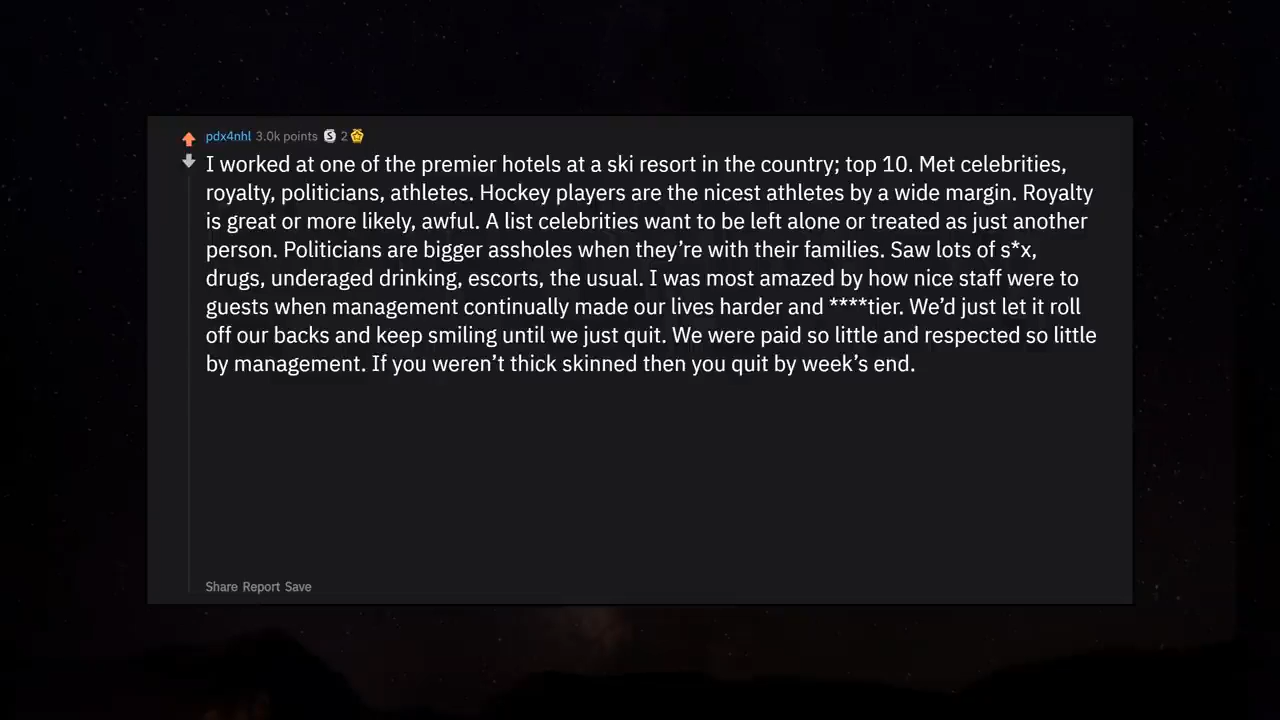 pdx4nhl 3.0k points S 2
I worked at one of the premier hotels at a ski resort in the country; top 10. Met celebrities,
royalty, politicians, athletes. Hockey players are the nicest athletes by a wide margin. Royalty
is great or more likely, awful. A list celebrities want to be left alone or treated as just another
person. Politicians are bigger assholes when they’re with their families. Saw lots of s*x,
drugs, underaged drinking, escorts, the usual. I was most amazed by how nice staff were to
guests when management continually made our lives harder and ****tier. We’d just let it roll
off our backs and keep smiling until we just quit. We were paid so little and respected so little
by management. If you weren’t thick skinned then you quit by week’s end.
Share Report Save